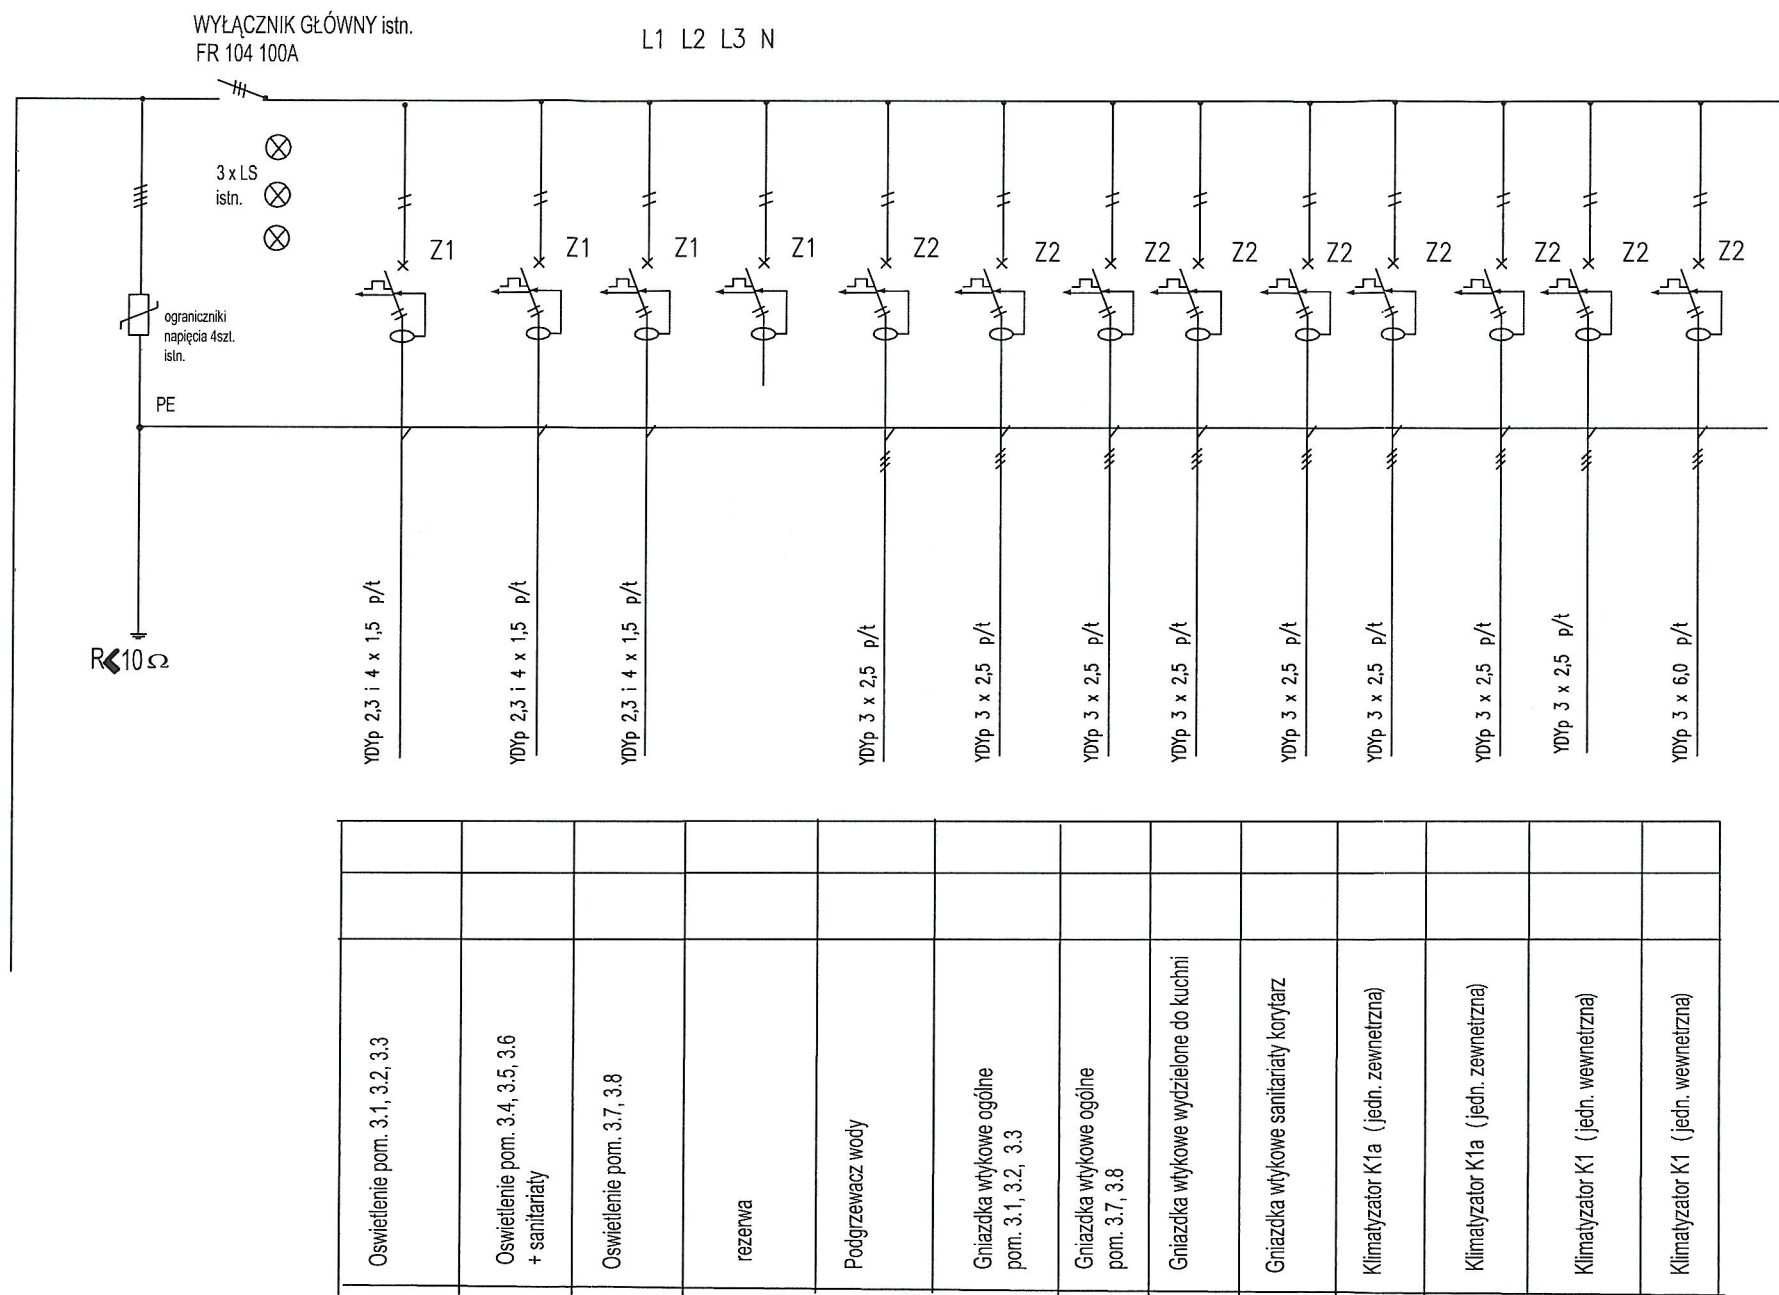 WYŁĄCZNIK GŁÓWNY istn.
FR 104 100A
L1 L2 L3 N
3 x LS
istn.
Z1
Z1
Z1
Z1
Z2
Z2
Z2
Z2
Z2
Z2
Z2
Z2
Z2
ograniczniki
napięcia 4szt.
istn.
PE
R<10 Ω
YDYp 2,3 i 4 x 1,5 p/t
YDYp 2,3 i 4 x 1,5 p/t
YDYp 2,3 i 4 x 1,5 p/t
YDYp 3 x 2,5 p/t
YDYp 3 x 2,5 p/t
YDYp 3 x 2,5 p/t
YDYp 3 x 2,5 p/t
YDYp 3 x 2,5 p/t
YDYp 3 x 2,5 p/t
YDYp 3 x 2,5 p/t
YDYp 3 x 2,5 p/t
YDYp 3 x 6,0 p/t
Oswietlenie pom. 3.1, 3.2, 3.3
Oswietlenie pom. 3.4, 3.5, 3.6
+ sanitariaty
Oswietlenie pom. 3.7, 3.8
rezerwa
Podgrzewacz wody
Gniazdka wtykowe ogólne
pom. 3.1, 3.2, 3.3
Gniazdka wtykowe ogólne
pom. 3.7, 3.8
Gniazdka wtykowe wydzielone do kuchni
Gniazdka wtykowe sanitariaty korytarz
Klimatyzator K1a (jedn. zewnetrzna)
Klimatyzator K1a (jedn. zewnetrzna)
Klimatyzator K1 (jedn. wewnetrzna)
Klimatyzator K1 (jedn. wewnetrzna)